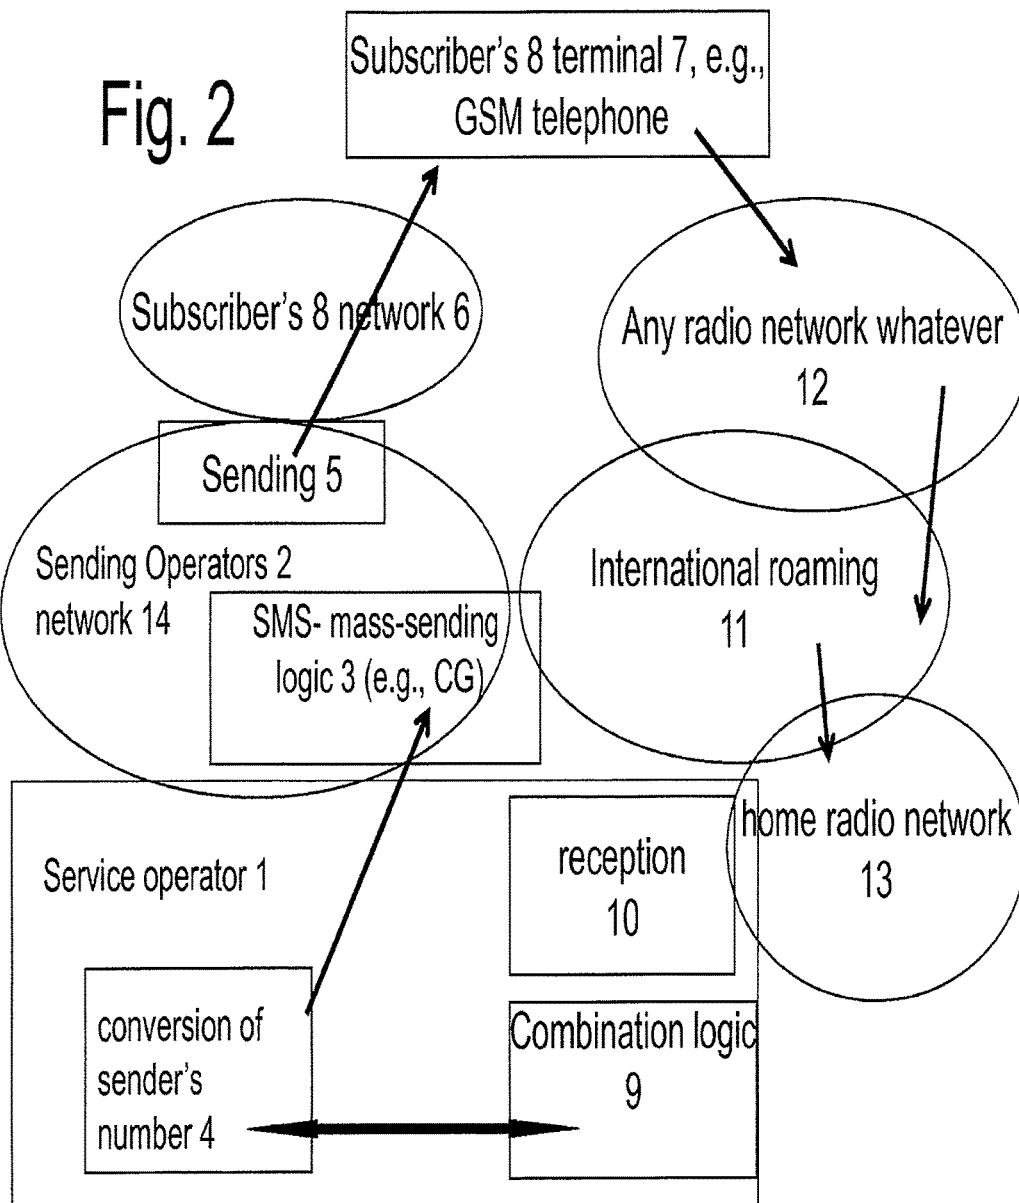 Fig. 2
Subscriber's 8 terminal 7, e.g.,
GSM telephone
Subscriber's 8 network 6
Any radio network whatever
12
Sending 5
Sending Operators 2
network 14
SMS- mass-sending
logic 3 (e.g., CG)
International roaming
11
home radio network
13
Service operator 1
reception
10
conversion of
sender's
number 4
Combination logic
9